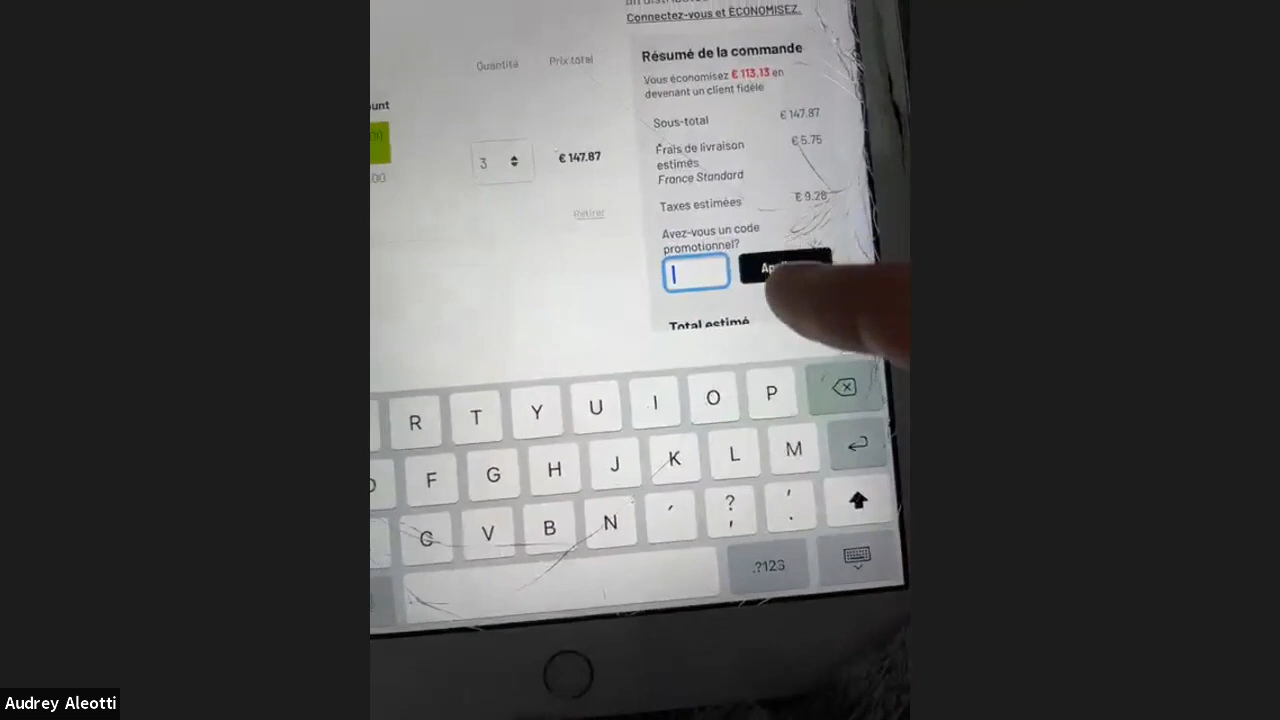 Connectez-vous et ÉCONOMISEZ.
Résumé de la commande
Vous économisez € 113.13 en
devenant un client fidèle
Quantité Prix total
Sous-total € 147.87
3 € 147.87
Frais de livraison € 5.75
estimés
France Standard
Retirer
Taxes estimées € 9.28
Avez-vous un code
promotionnel?
Total estimé
R T Y U I O P
F G H J K L M
C V B N ' ? , ' .
.?123
Audrey Aleotti